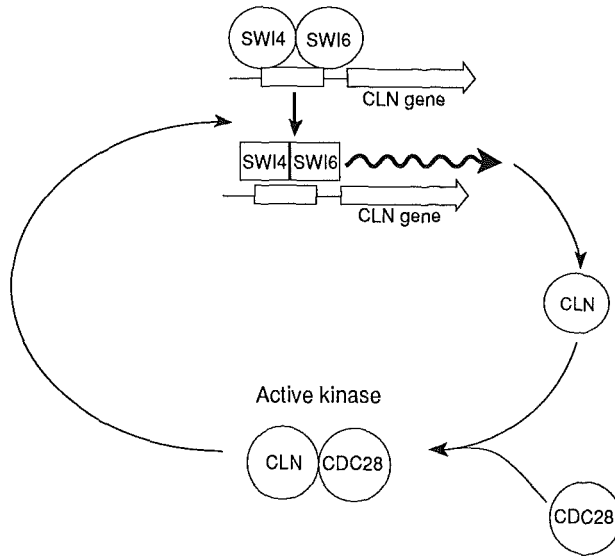 SWI4 SWI6
CLN gene
SWI4 SWI6
CLN gene
CLN
Active kinase
CLN CDC28
CDC28